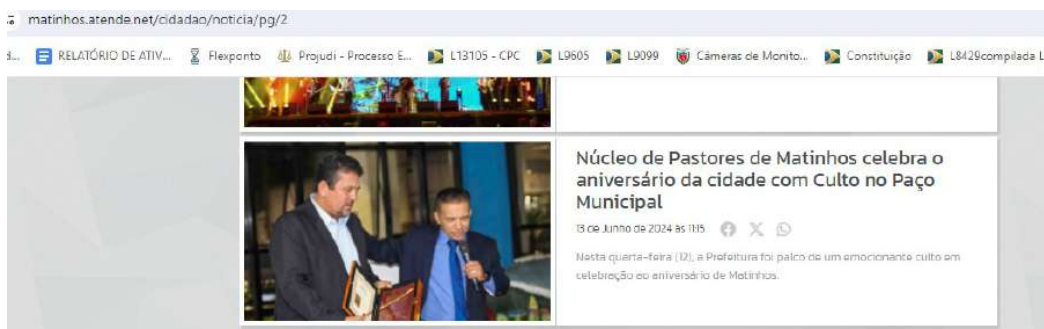 matinhos.atende.net/cidadao/noticia/pg/2
RELATÓRIO DE ATIV... Flexponto Projudi - Processo E... L13105 - CPC L9605 L9099 Câmeras de Monito... Constituição L8429compilada
Núcleo de Pastores de Matinhos celebra o
aniversário da cidade com Culto no Paço
Municipal
13 de Junho de 2024 às 11:15
Nesta quarta-feira (12), a Prefeitura foi palco de um emocionante culto em
celebração ao aniversário de Matinhos.